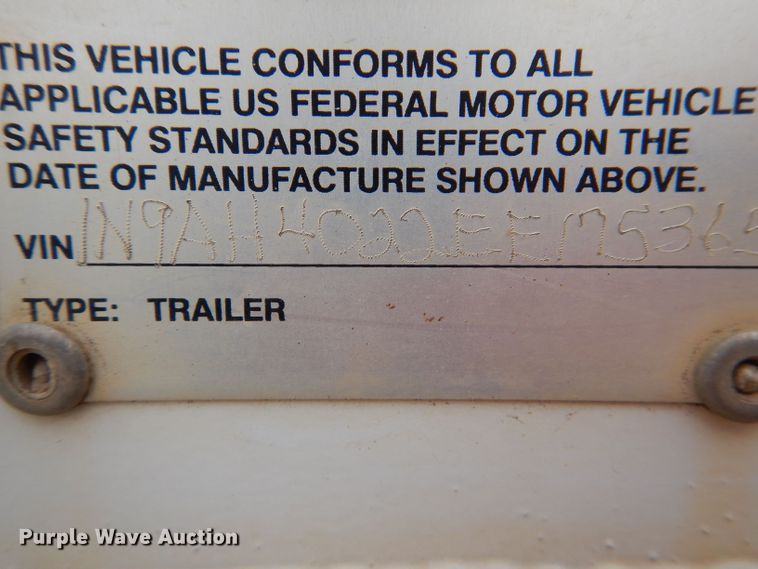 THIS VEHICLE CONFORMS TO ALL
APPLICABLE US FEDERAL MOTOR VEHICLE
SAFETY STANDARDS IN EFFECT ON THE
DATE OF MANUFACTURE SHOWN ABOVE.
VIN
TYPE: TRAILER
Purple Wave Auction